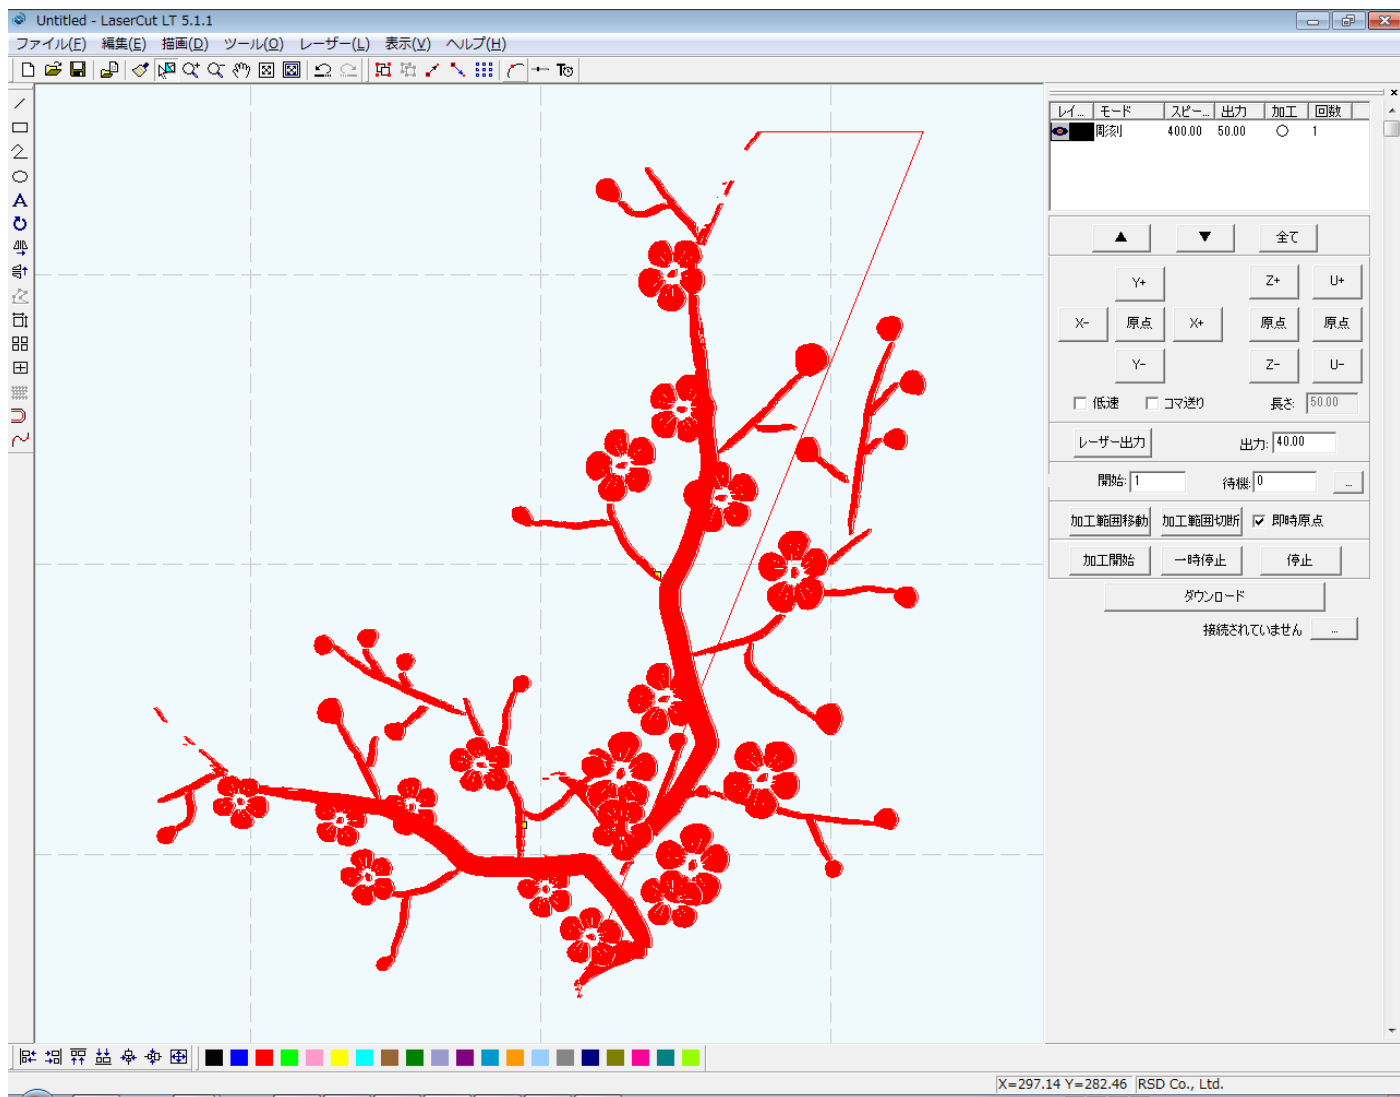 Untitled - LaserCut LT 5.1.1
ファイル(F) 編集(E) 描画(D) ツール(O) レーザー(L) 表示(V) ヘルプ(H)
レイ... モード スピー... 出力 加工 回数
彫刻 400.00 50.00 ○ 1
▲ ▼ 全て
Y+ Z+ U+
X- 原点 X+ 原点 原点
Y- Z- U-
低速 コマ送り 長さ: 50.00
レーザー出力 出力: 40.00
開始: 1 待機: 0 ...
加工範囲移動 加工範囲切断 即時原点
加工開始 一時停止 停止
ダウンロード
接続されていません ...
X=297.14 Y=282.46 RSD Co., Ltd.